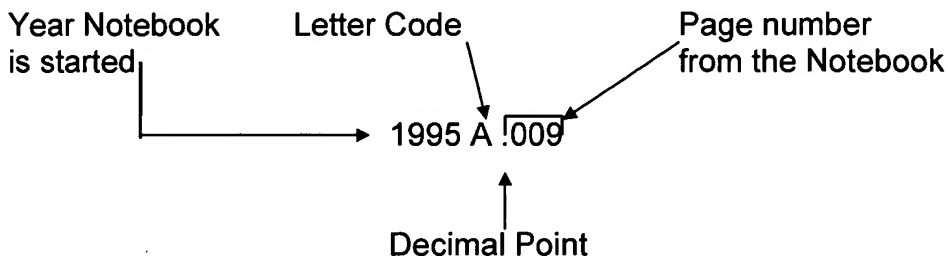 Year Notebook
is started
Letter Code
Page number
from the Notebook
1995 A .009
Decimal Point